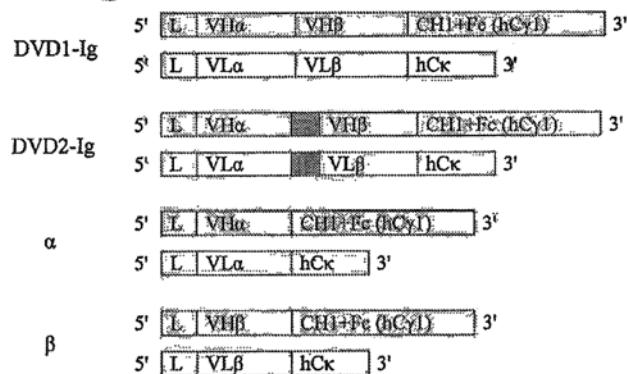 5' L VHα VHβ CH1+Fc (hCγ1) 3'
DVD1-Ig
5' L VLα VLβ hCκ 3'
5' L VHα VHβ CH1+Fc (hCγ1) 3'
DVD2-Ig
5' L VLα VLβ hCκ 3'
5' L VHα CH1+Fc (hCγ1) 3'
α
5' L VLα hCκ 3'
5' L VHβ CH1+Fc (hCγ1) 3'
β
5' L VLβ hCκ 3'